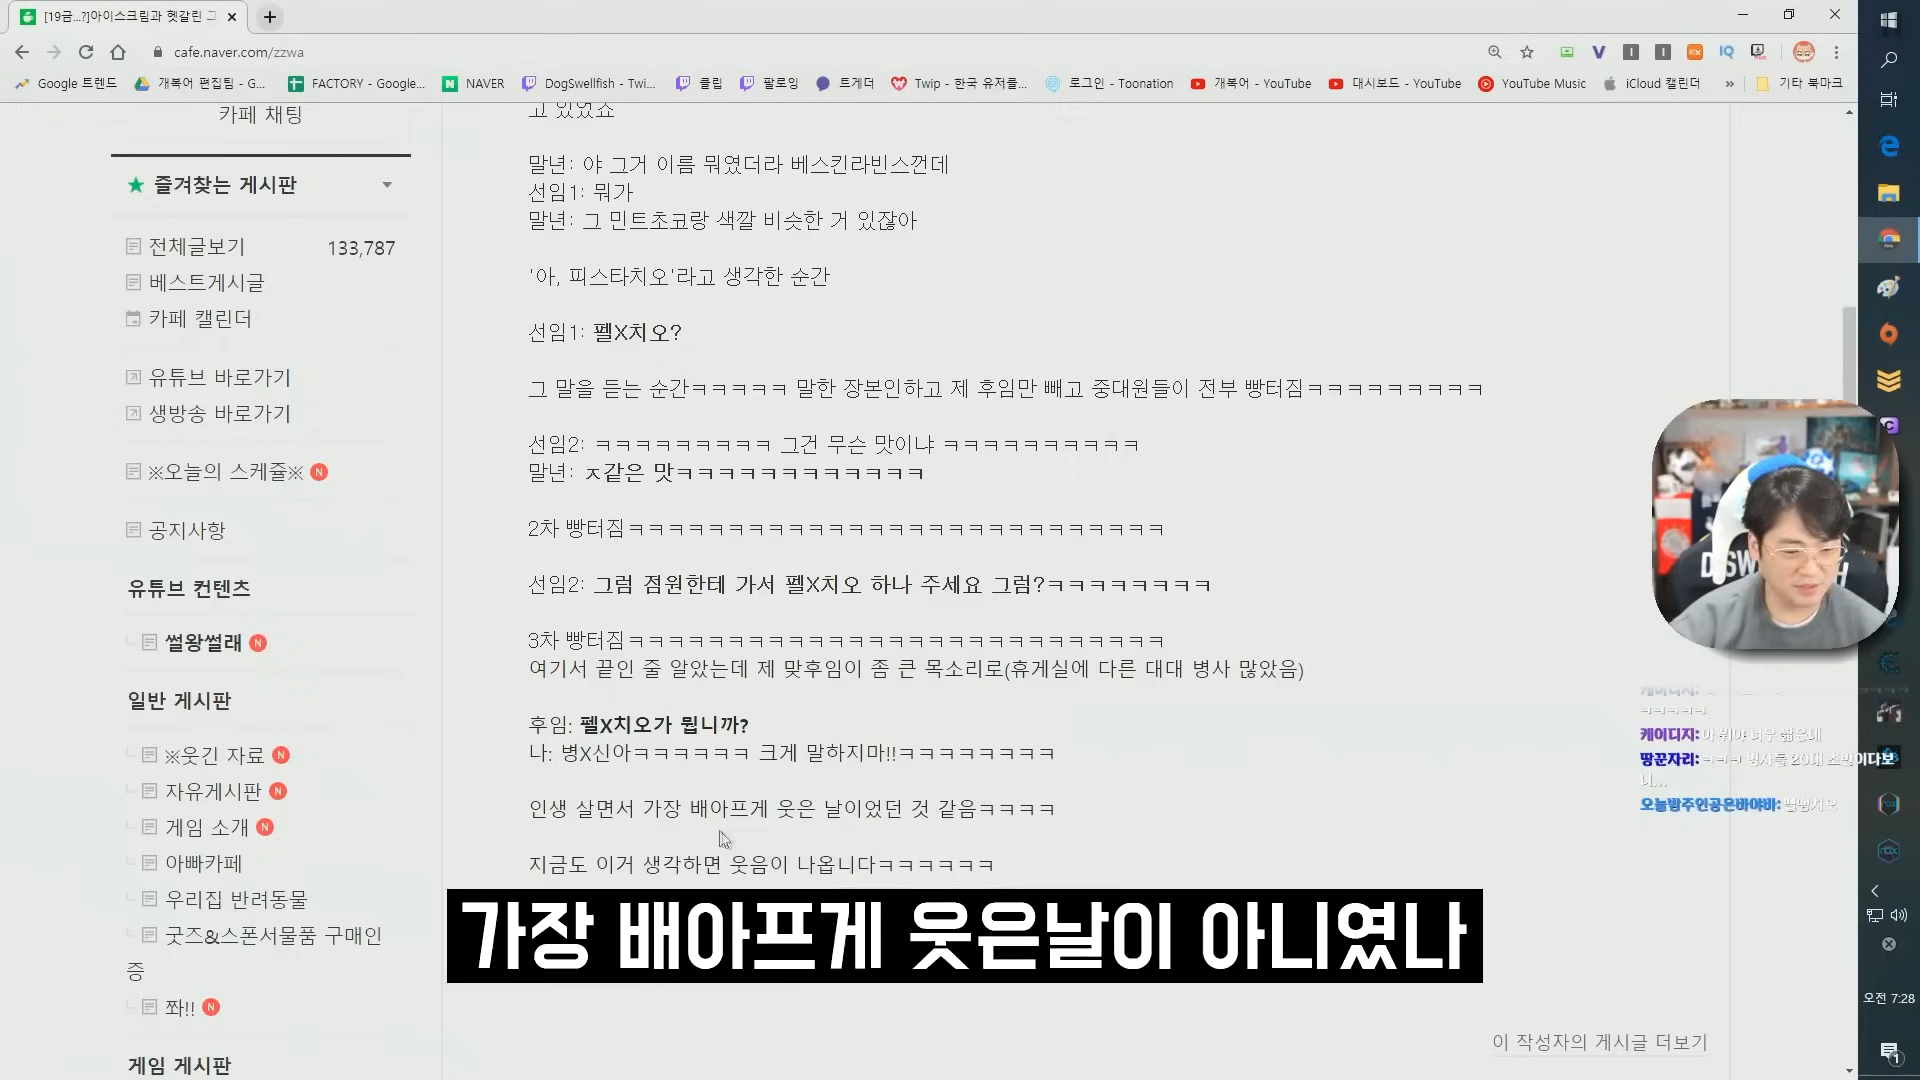 [19금...?]아이스크림과 헷갈린 그
cafe.naver.com/zzwa
Google 트렌드
개복어 편집팀 - G...
FACTORY - Google...
NAVER
DogSwellfish - Twi...
클립
팔로잉
트게더
Twip - 한국 유저를...
로그인 - Toonation
개복어 - YouTube
대시보드 - YouTube
YouTube Music
iCloud 캘린더
기타 북마크
카페 채팅
즐겨찾는 게시판
전체글보기 133,787
베스트게시글
카페 캘린더
유튜브 바로가기
생방송 바로가기
※오늘의 스케줄※ N
공지사항
유튜브 컨텐츠
썰왕썰래 N
일반 게시판
※웃긴 자료 N
자유게시판 N
게임 소개 N
아빠카페
우리집 반려동물
굿즈&스폰서물품 구매인
증
쫘!! N
게임 게시판
고 있었죠
말년: 야 그거 이름 뭐였더라 베스킨라빈스껀데
선임1: 뭐가
말년: 그 민트초코랑 색깔 비슷한 거 있잖아
'아, 피스타치오'라고 생각한 순간
선임1: 펠X치오?
그 말을 듣는 순간ㅋㅋㅋㅋㅋ 말한 장본인하고 제 후임만 빼고 중대원들이 전부 빵터짐ㅋㅋㅋㅋㅋㅋㅋㅋㅋ
선임2: ㅋㅋㅋㅋㅋㅋㅋㅋㅋ 그건 무슨 맛이냐 ㅋㅋㅋㅋㅋㅋㅋㅋㅋㅋ
말년: ㅈ같은 맛ㅋㅋㅋㅋㅋㅋㅋㅋㅋㅋㅋㅋ
2차 빵터짐ㅋㅋㅋㅋㅋㅋㅋㅋㅋㅋㅋㅋㅋㅋㅋㅋㅋㅋㅋㅋㅋㅋㅋㅋㅋㅋ
선임2: 그럼 점원한테 가서 펠X치오 하나 주세요 그럼?ㅋㅋㅋㅋㅋㅋㅋㅋ
3차 빵터짐ㅋㅋㅋㅋㅋㅋㅋㅋㅋㅋㅋㅋㅋㅋㅋㅋㅋㅋㅋㅋㅋㅋㅋㅋㅋㅋ
여기서 끝인 줄 알았는데 제 맞후임이 좀 큰 목소리로(휴게실에 다른 대대 병사 많았음)
후임: 펠X치오가 뭡니까?
나: 병X신아ㅋㅋㅋㅋㅋㅋ 크게 말하지마!!ㅋㅋㅋㅋㅋㅋㅋㅋ
인생 살면서 가장 배아프게 웃은 날이었던 것 같음ㅋㅋㅋㅋ
지금도 이거 생각하면 웃음이 나옵니다ㅋㅋㅋㅋㅋㅋ
가장 배아프게 웃은날이 아니였나
이 작성자의 게시글 더보기
케이디지:
땅꾼자리: ㅋㅋㅋ 병사들 20대 초반이다보
니...
오늘밤주인공은바야바:
오전 7:28